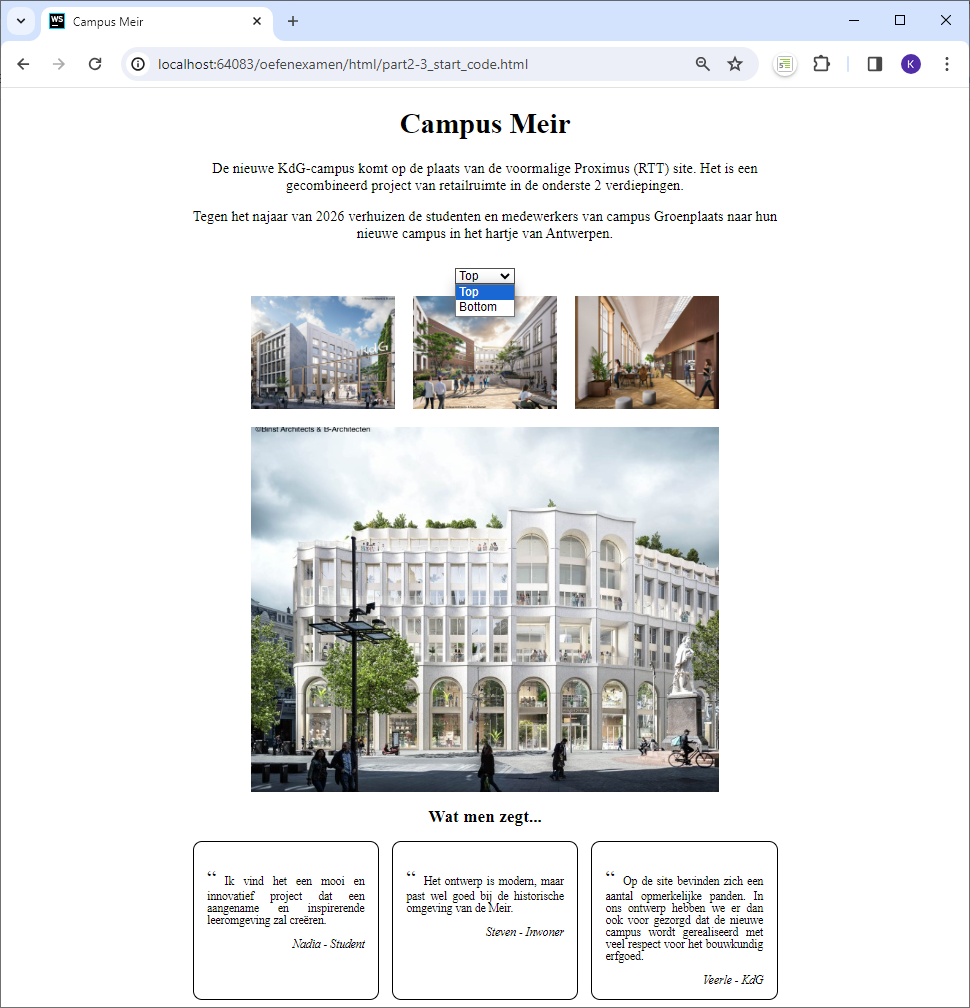 WS
Campus Meir
localhost:64083/oefenexamen/html/part2-3_start_code.html
K
Campus Meir
De nieuwe KdG-campus komt op de plaats van de voormalige Proximus (RTT) site. Het is een
gecombineerd project van retailruimte in de onderste 2 verdiepingen.
Tegen het najaar van 2026 verhuizen de studenten en medewerkers van campus Groenplaats naar hun
nieuwe campus in het hartje van Antwerpen.
Top
Top
Bottom
KdG
©Binst Architects & B-Architecten
Wat men zegt...
“ Ik vind het een mooi en
innovatief project dat een
aangename en inspirerende
leeromgeving zal creëren.
Nadia - Student
“ Het ontwerp is modern, maar
past wel goed bij de historische
omgeving van de Meir.
Steven - Inwoner
“ Op de site bevinden zich een
aantal opmerkelijke panden. In
ons ontwerp hebben we er dan
ook voor gezorgd dat de nieuwe
campus wordt gerealiseerd met
veel respect voor het bouwkundig
erfgoed.
Veerle - KdG